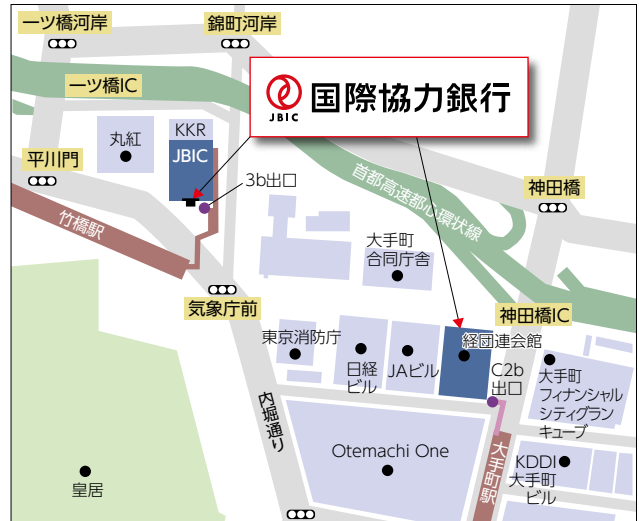 一ツ橋河岸
錦町河岸
一ツ橋IC
JBIC
国際協力銀行
丸紅
KKR
JBIC
平川門
3b出口
首都高速都心環状線
神田橋
竹橋駅
大手町
合同庁舎
気象庁前
神田橋IC
東京消防庁
日経
ビル
JAビル
経団連会館
C2b
出口
大手町
フィナンシャル
シティグラン
キューブ
内堀通り
Otemachi One
大手町駅
KDDI
大手町
ビル
皇居